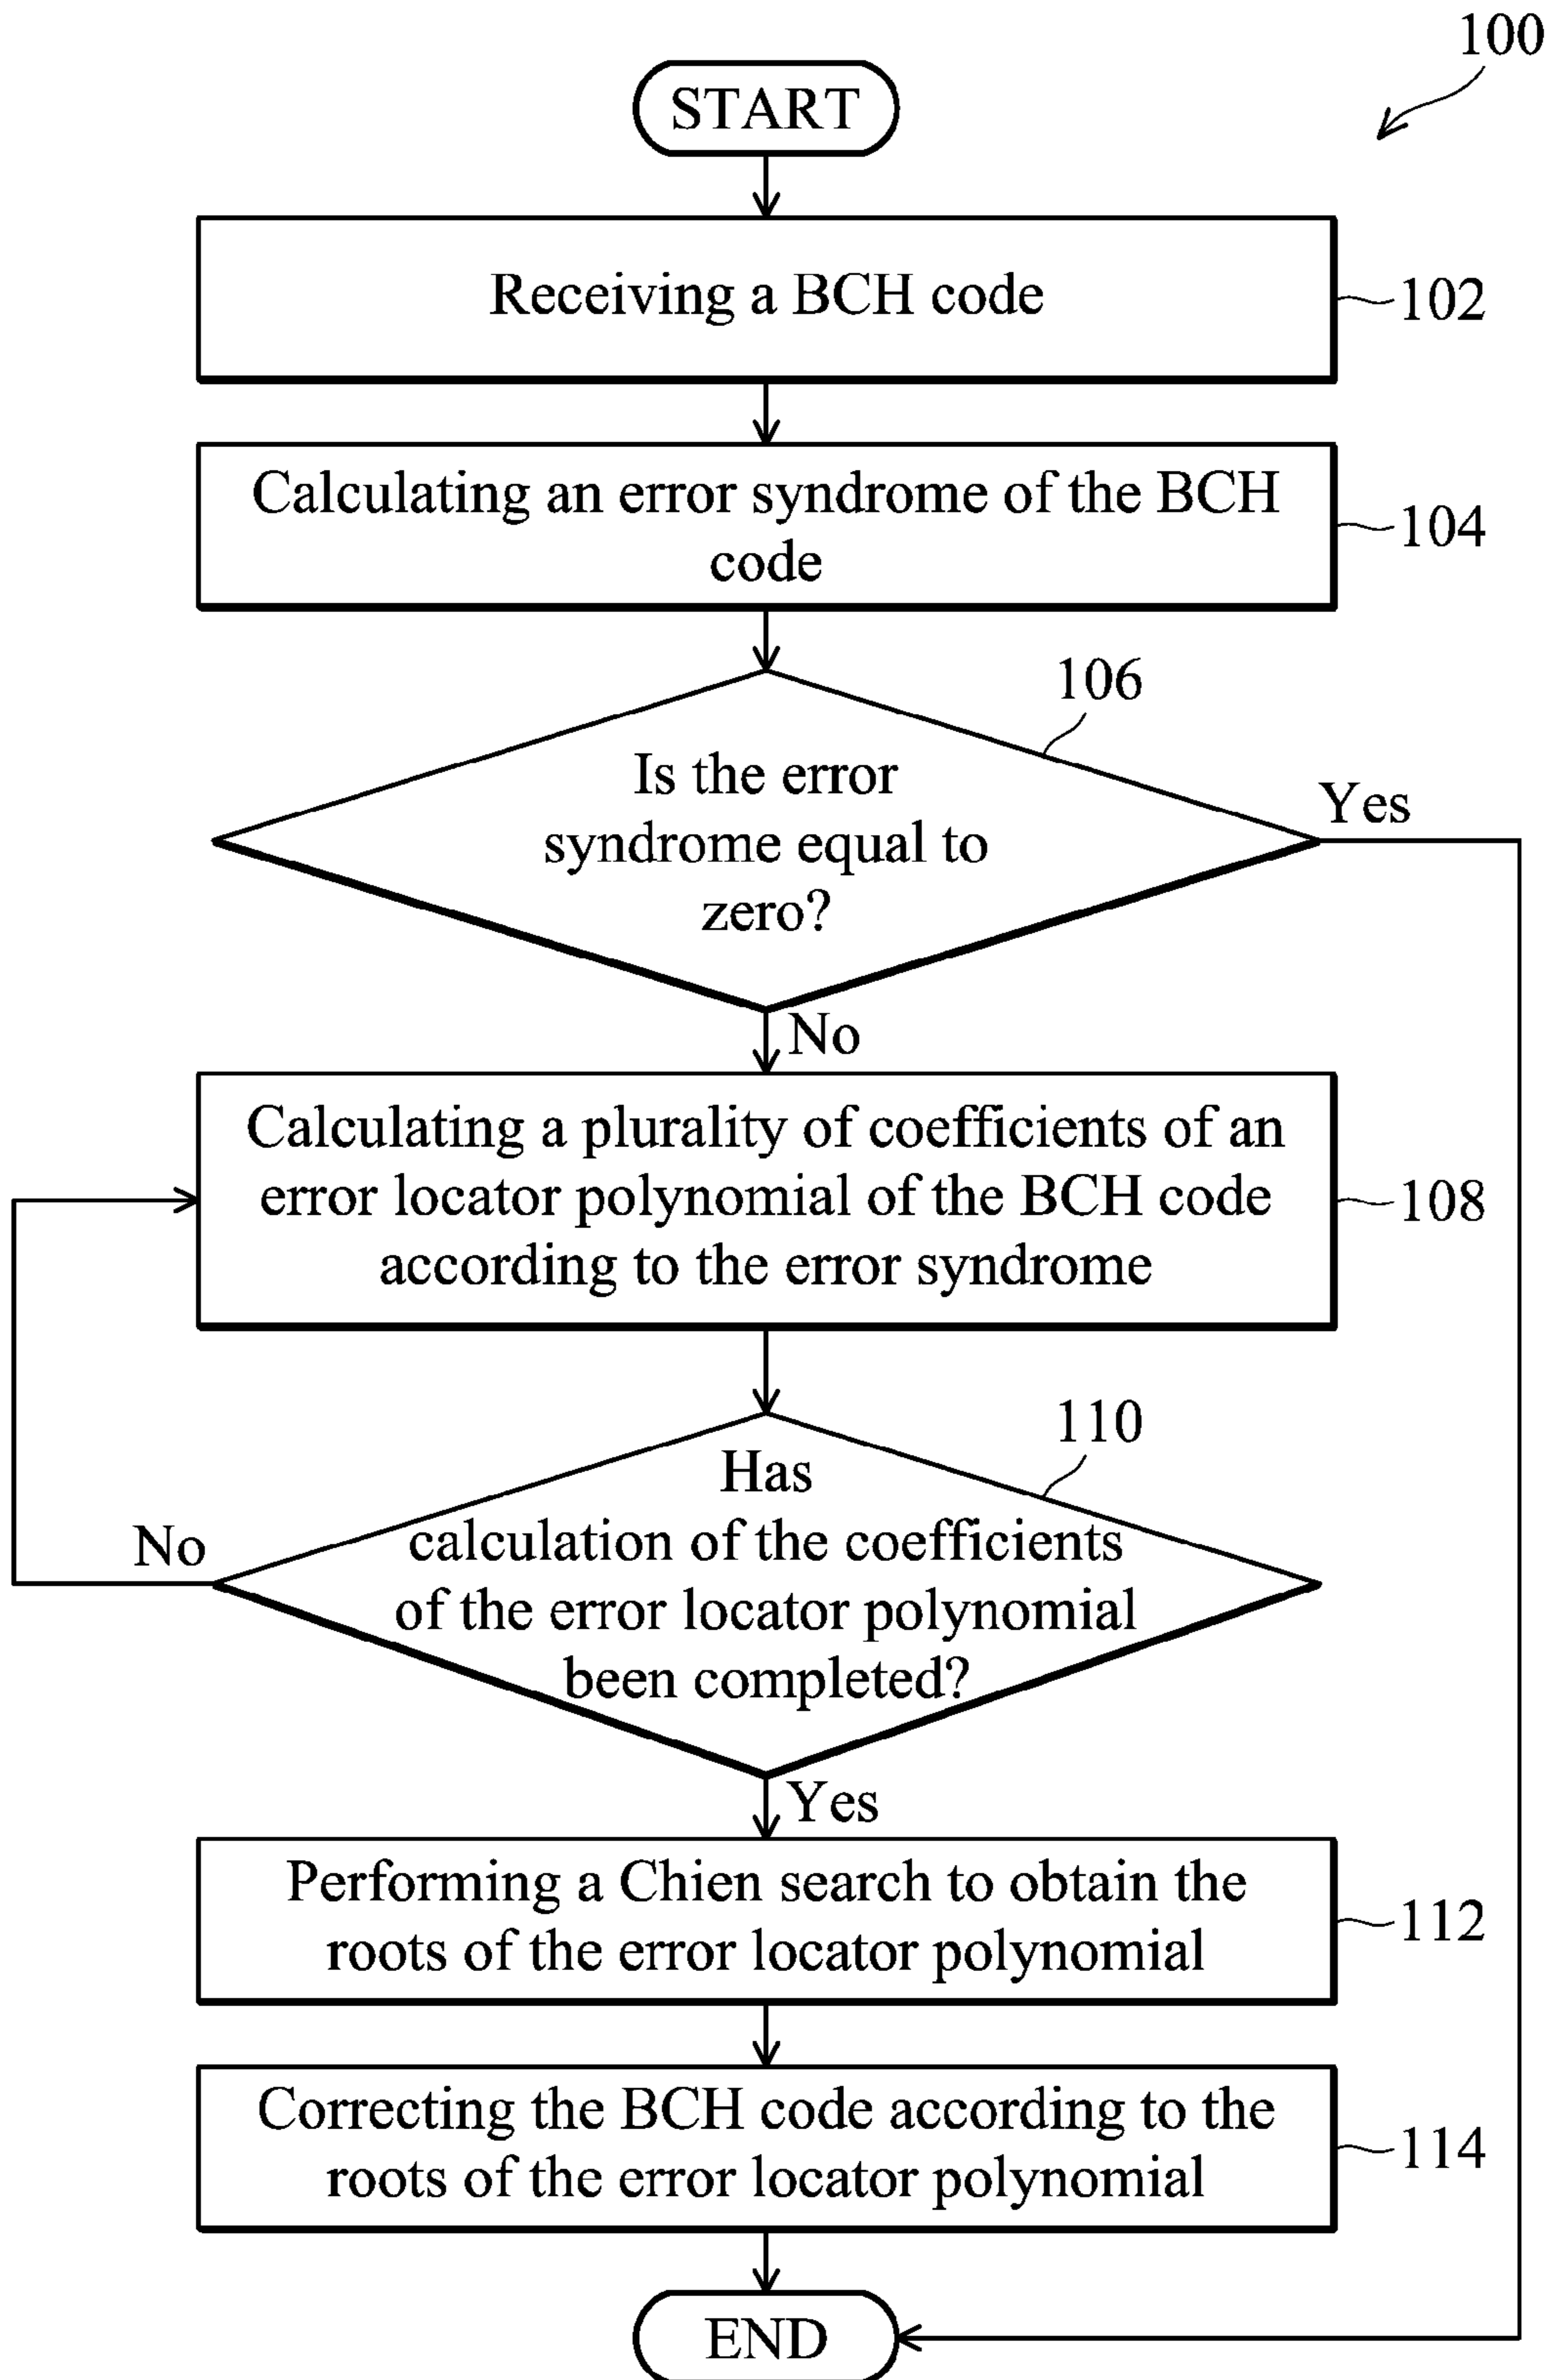 100
START
Receiving a BCH code
102
Calculating an error syndrome of the BCH
code
104
106
Is the error
syndrome equal to
zero?
Yes
No
Calculating a plurality of coefficients of an
error locator polynomial of the BCH code
according to the error syndrome
108
110
Has
calculation of the coefficients
of the error locator polynomial
been completed?
No
Yes
Performing a Chien search to obtain the
roots of the error locator polynomial
112
Correcting the BCH code according to the
roots of the error locator polynomial
114
END